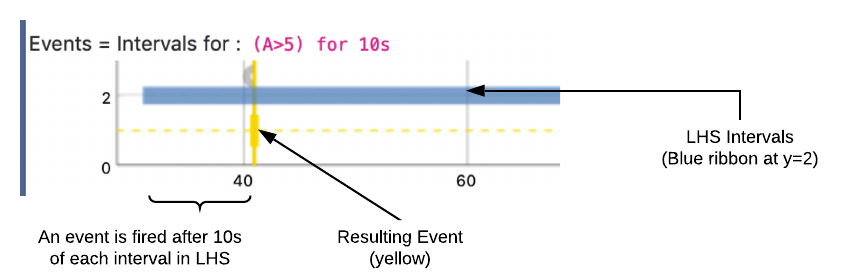 Events = Intervals for : (A>5) for 10s
2
0
40
60
LHS Intervals
(Blue ribbon at y=2)
An event is fired after 10s
of each interval in LHS
Resulting Event
(yellow)